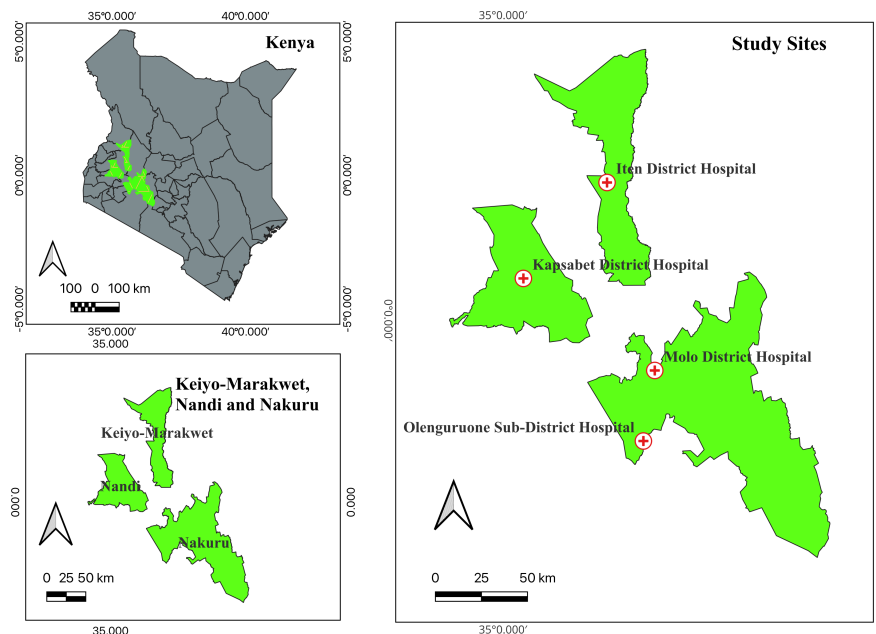 35°0.000′ 40°0.000′
Kenya
5°0.000′ 5°0.000′
0°0.000′ 0°0.000′
-5°0.000′ -5°0.000′
100 0 100 km
35°0.000′ 40°0.000′
35.000
Keiyo-Marakwet,
Nandi and Nakuru
Keiyo-Marakwet
Nandi
Nakuru
0.000 0.000
0 25 50 km
35.000
35°0.000′
Study Sites
Iten District Hospital
Kapsabet District Hospital
0°0.000′
Molo District Hospital
Olenguruone Sub-District Hospital
0 25 50 km
35°0.000′